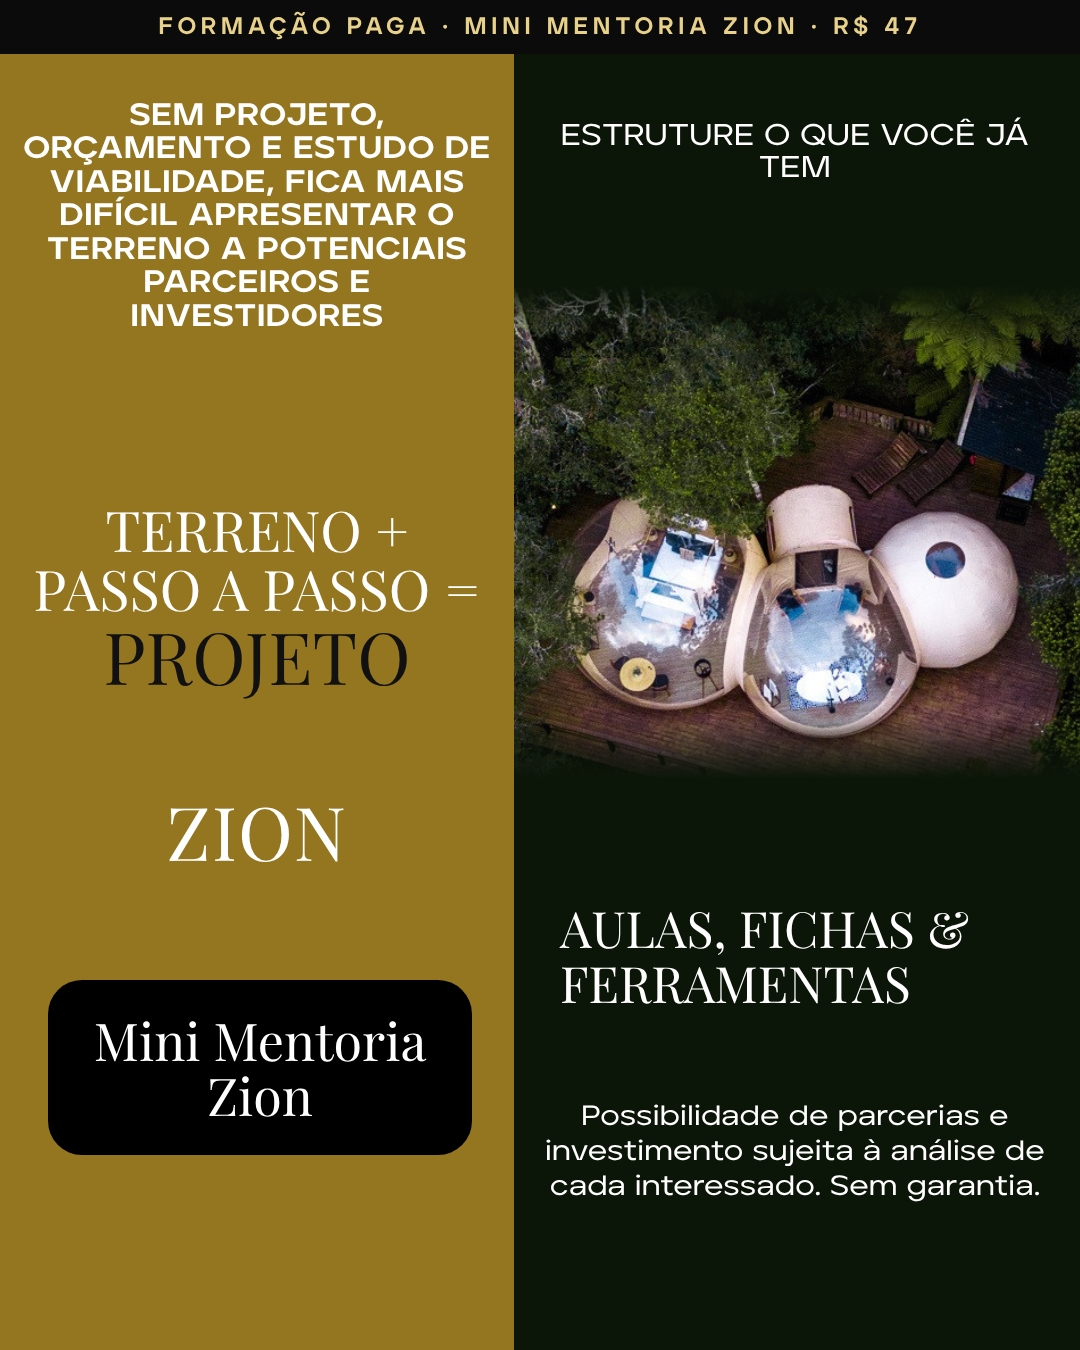 FORMAÇÃO PAGA · MINI MENTORIA ZION · R$ 47
SEM PROJETO,
ORÇAMENTO E ESTUDO DE
VIABILIDADE, FICA MAIS
DIFÍCIL APRESENTAR O
TERRENO A POTENCIAIS
PARCEIROS E
INVESTIDORES
TERRENO +
PASSO A PASSO =
PROJETO
ZION
Mini Mentoria
Zion
ESTRUTURE O QUE VOCÊ JÁ
TEM
AULAS, FICHAS &
FERRAMENTAS
Possibilidade de parcerias e
investimento sujeita à análise de
cada interessado. Sem garantia.